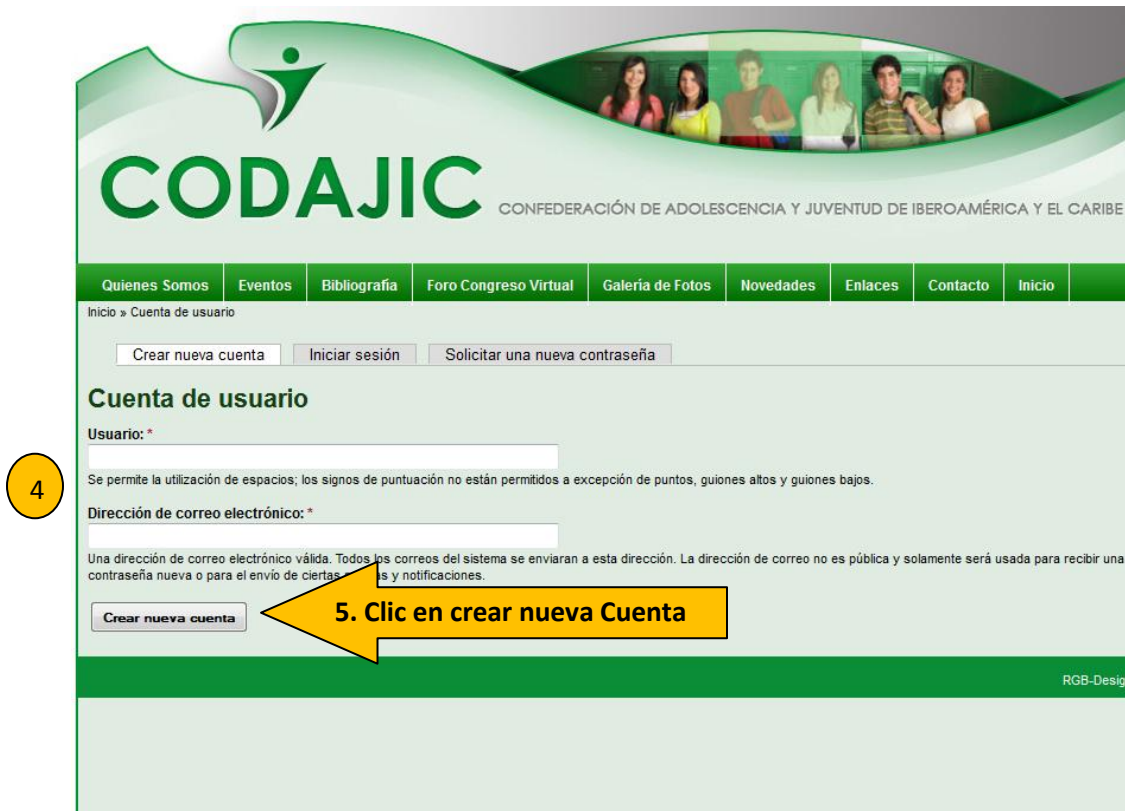 CODAJIC
CONFEDERACIÓN DE ADOLESCENCIA Y JUVENTUD DE IBEROAMÉRICA Y EL CARIBE
Quienes Somos Eventos Bibliografía Foro Congreso Virtual Galería de Fotos Novedades Enlaces Contacto Inicio
Inicio » Cuenta de usuario
Crear nueva cuenta Iniciar sesión Solicitar una nueva contraseña
Cuenta de usuario
Usuario: *
4
Se permite la utilización de espacios; los signos de puntuación no están permitidos a excepción de puntos, guiones altos y guiones bajos.
Dirección de correo electrónico: *
Una dirección de correo electrónico válida. Todos los correos del sistema se enviaran a esta dirección. La dirección de correo no es pública y solamente será usada para recibir una
contraseña nueva o para el envío de ciertas y notificaciones.
Crear nueva cuenta
5. Clic en crear nueva Cuenta
RGB-Desig